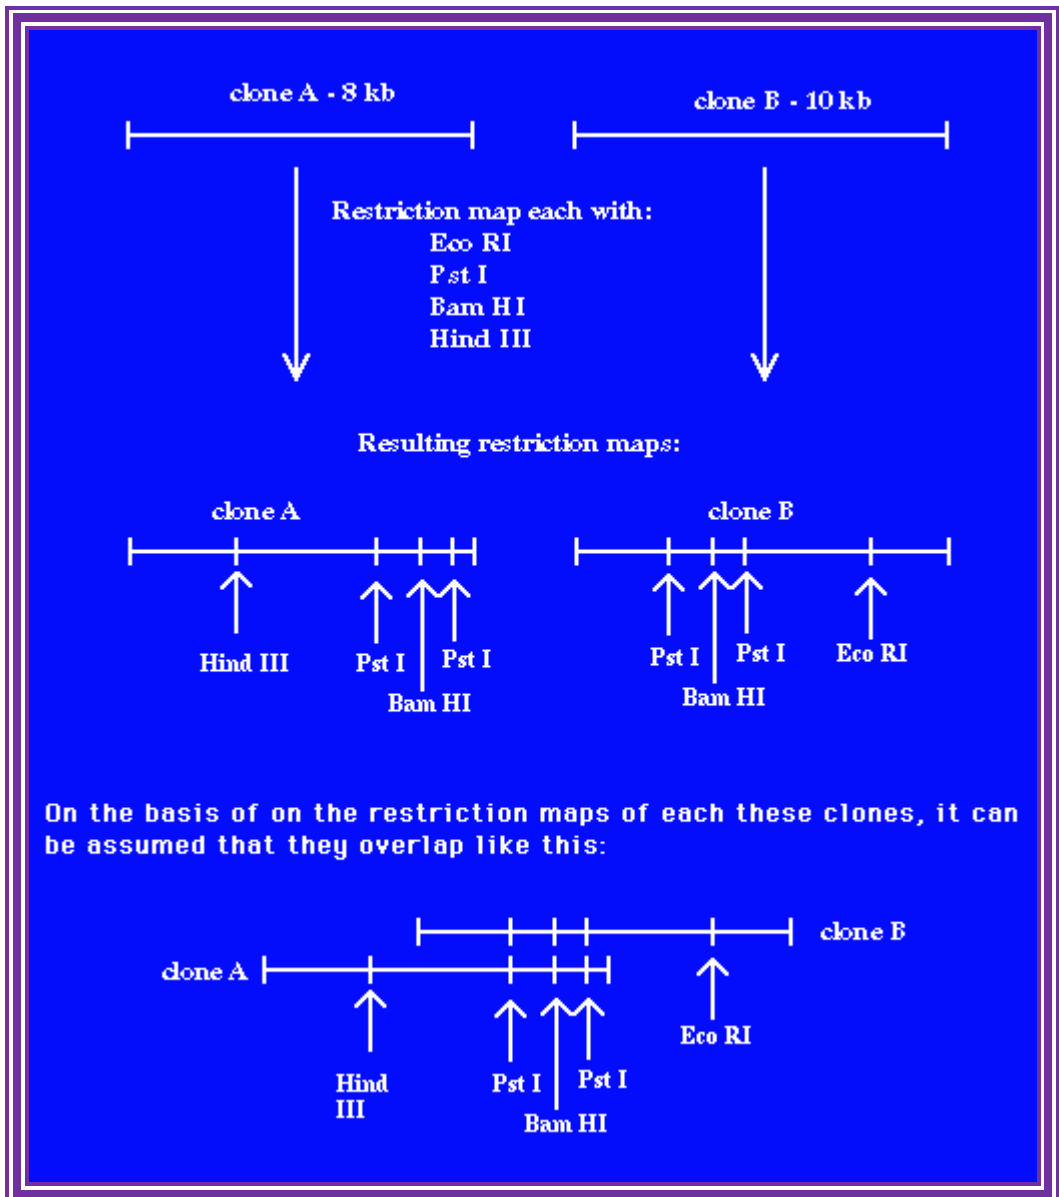 clone A - 8 kb
clone B - 10 kb
Restriction map each with:
Eco RI
Pst I
Bam HI
Hind III
Resulting restriction maps:
clone A
clone B
Hind III
Pst I
Pst I
Bam HI
Pst I
Pst I
Eco RI
Bam HI
On the basis of on the restriction maps of each these clones, it can
be assumed that they overlap like this:
clone B
clone A
Eco RI
Hind
III
Pst I
Pst I
Bam HI